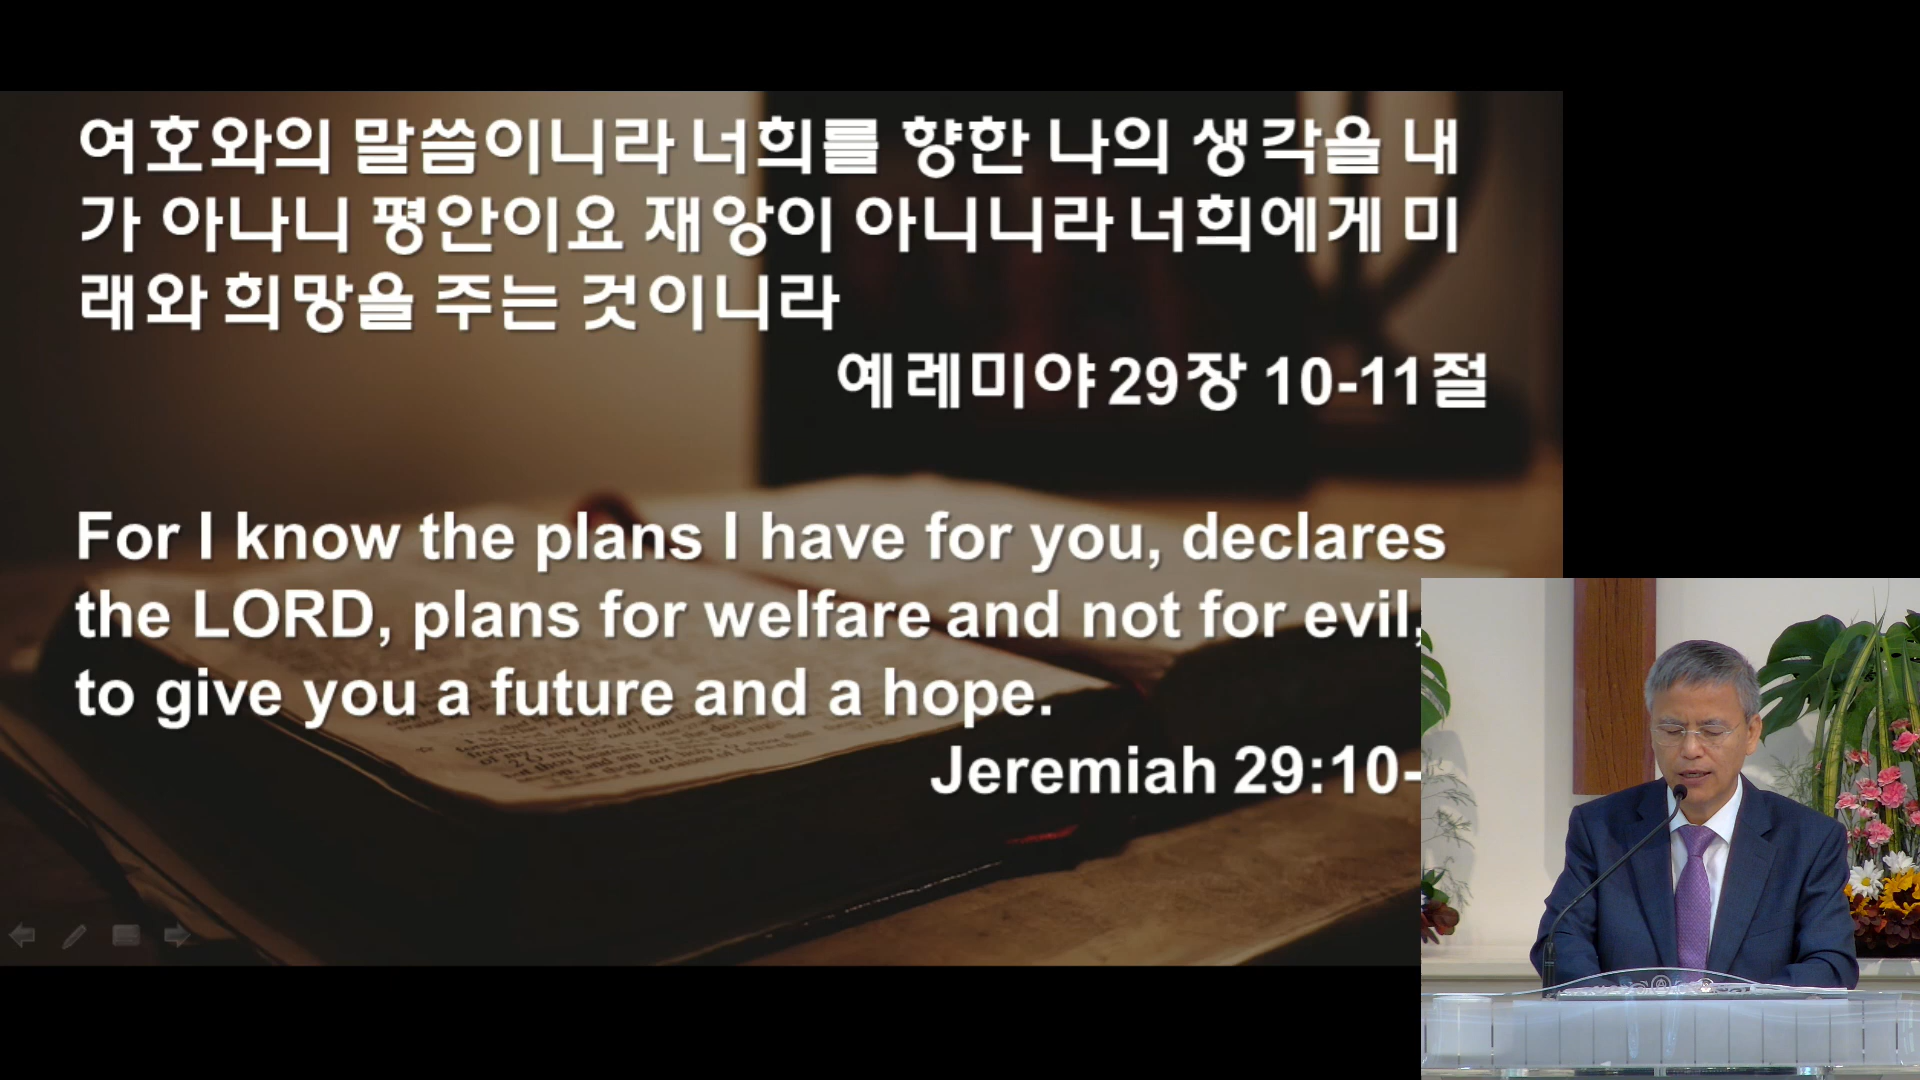 여호와의 말씀이니라 너희를 향한 나의 생각을 내
가 아나니 평안이요 재앙이 아니니라 너희에게 미
래와 희망을 주는 것이니라
예레미야 29장 10-11절
For I know the plans I have for you, declares
the LORD, plans for welfare and not for evil,
to give you a future and a hope.
Jeremiah 29:10-